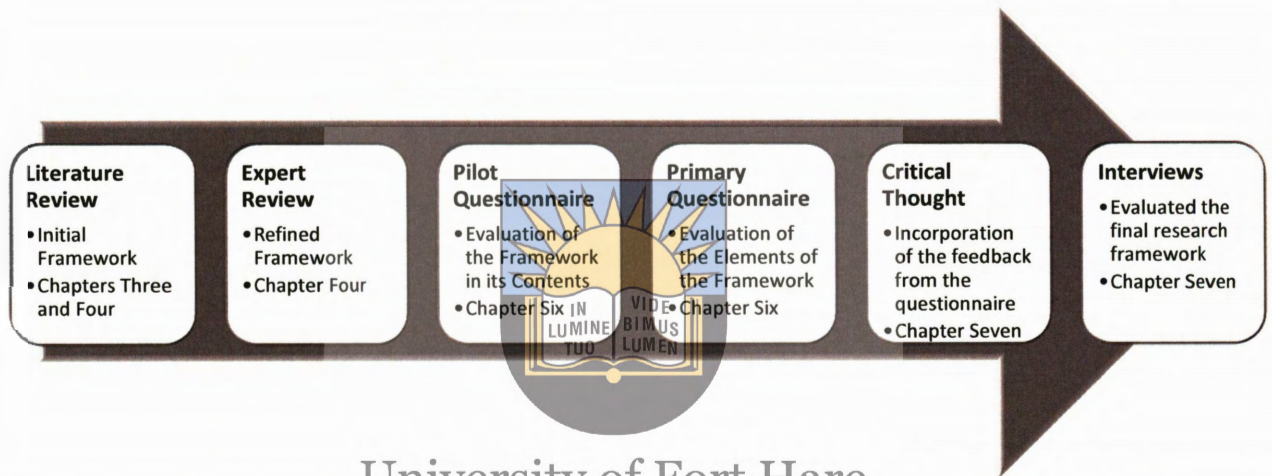 Literature
Review
• Initial
Framework
• Chapters Three
and Four
Expert
Review
• Refined
Framework
• Chapter Four
Pilot
Questionnaire
• Evaluation of
the Framework
in its Contents
• Chapter Six
Primary
Questionnaire
• Evaluation of
the Elements of
the Framework
• Chapter Six
Critical
Thought
• Incorporation
of the feedback
from the
questionnaire
• Chapter Seven
Interviews
• Evaluated the
final research
framework
• Chapter Seven
IN
LUMINE
TUO
VIDE
BIMUS
LUMEN
University of Fort Hare